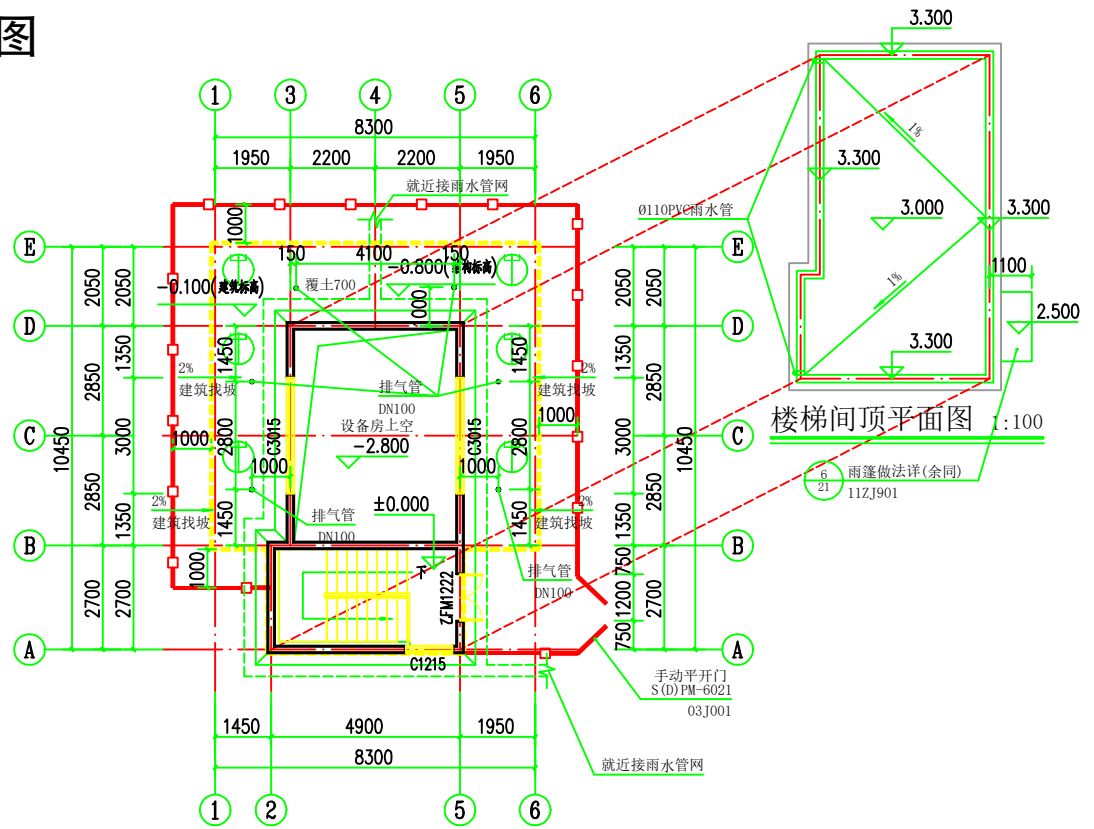 图
3.300
1 3 4 5 6
8300
1950 2200 2200 1950
就近接雨水管网
1%
3.300
Ø110PVC雨水管
3.000
3.300
1000
E
150 4100 150
E
-0.800(结构标高)
-0.100(建筑标高)
覆土700
1100
1%
2050 2050
000
2050 2050
2.500
D
D
3.300
1350 1450 1450 1350
2%
建筑找坡
2%
建筑找坡
2850
排气管
DN100
2850
设备房上空
1000
楼梯间顶平面图 1:100
C
C
10450 3000 1000 2800 C3015
-2.800
C3015 2800 3000 10450
1000 1000
6
21
雨篷做法详(余同)
11ZJ901
2850 2850
2%
建筑找坡
±0.000
2%
建筑找坡
1350 1450 1450 1350
排气管
DN100
B
B
1000
下
排气管
DN100
750
2700 2700
ZFM1222
1200 2700
750
A
A
C1215
手动平开门
S(D)PM-6021
03J001
1450 4900 1950
8300
就近接雨水管网
1 2 5 6